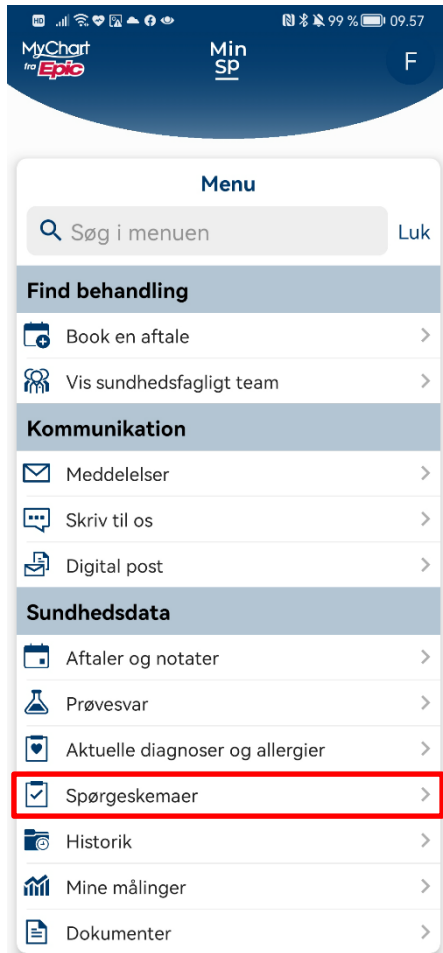 HD 99 % 09.57
MyChart
fra Epic
Min
SP
F
Menu
Søg i menuen
Luk
Find behandling
Book en aftale
Vis sundhedsfagligt team
Kommunikation
Meddelelser
Skriv til os
Digital post
Sundhedsdata
Aftaler og notater
Prøvesvar
Aktuelle diagnoser og allergier
Spørgeskemaer
Historik
Mine målinger
Dokumenter